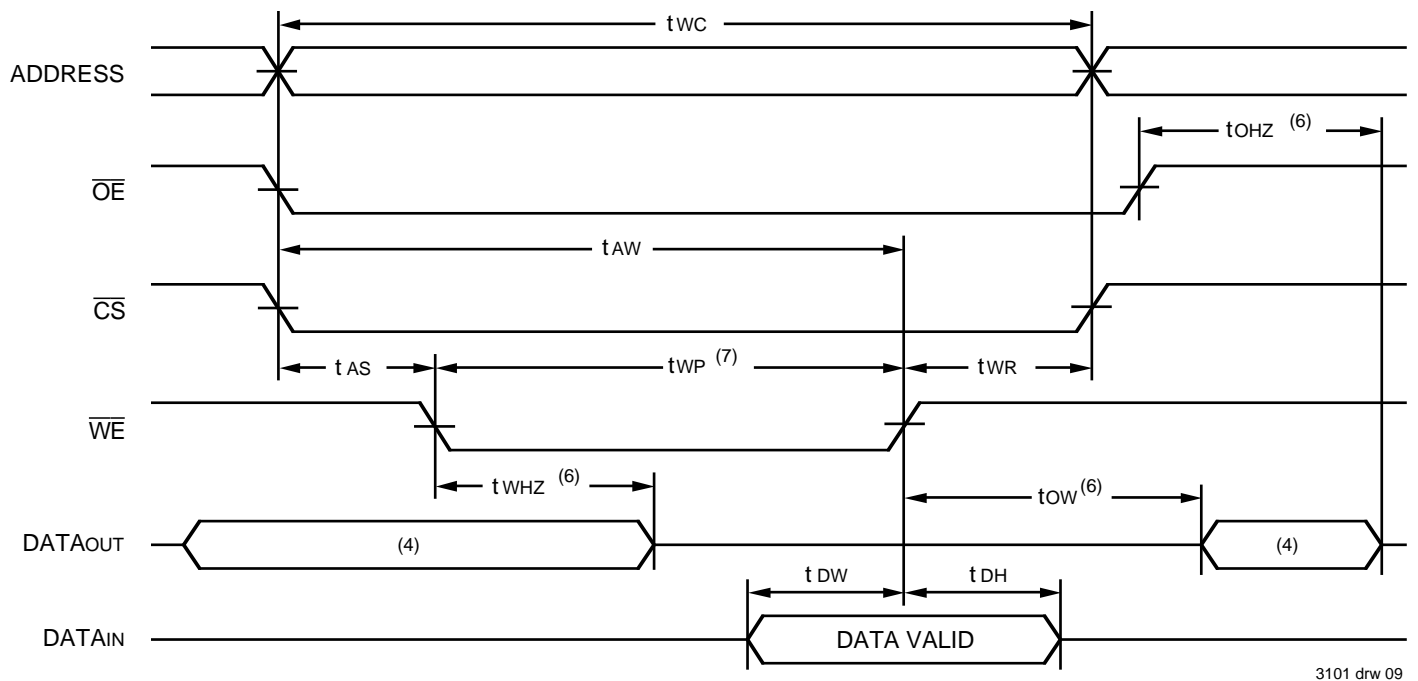 tWC
ADDRESS
tOHZ (6)
OE
tAW
CS
tAS
tWP (7)
tWR
WE
tWHZ (6)
tOW (6)
DATAOUT
(4)
(4)
tDW
tDH
DATAIN
DATA VALID
3101 drw 09